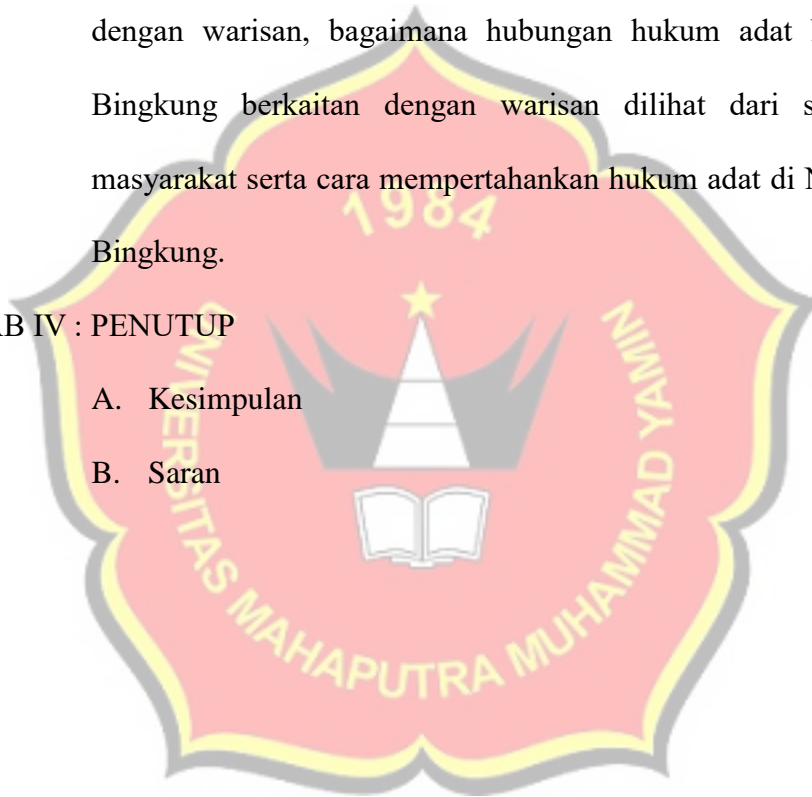 dengan warisan, bagaimana hubungan hukum adat
Bingkung berkaitan dengan warisan dilihat dari
masyarakat serta cara mempertahankan hukum adat di
Bingkung.
IV : PENUTUP
A. Kesimpulan
B. Saran
1984
UNIVERSITAS MAHAPUTRA MUHAMMAD YAMIN